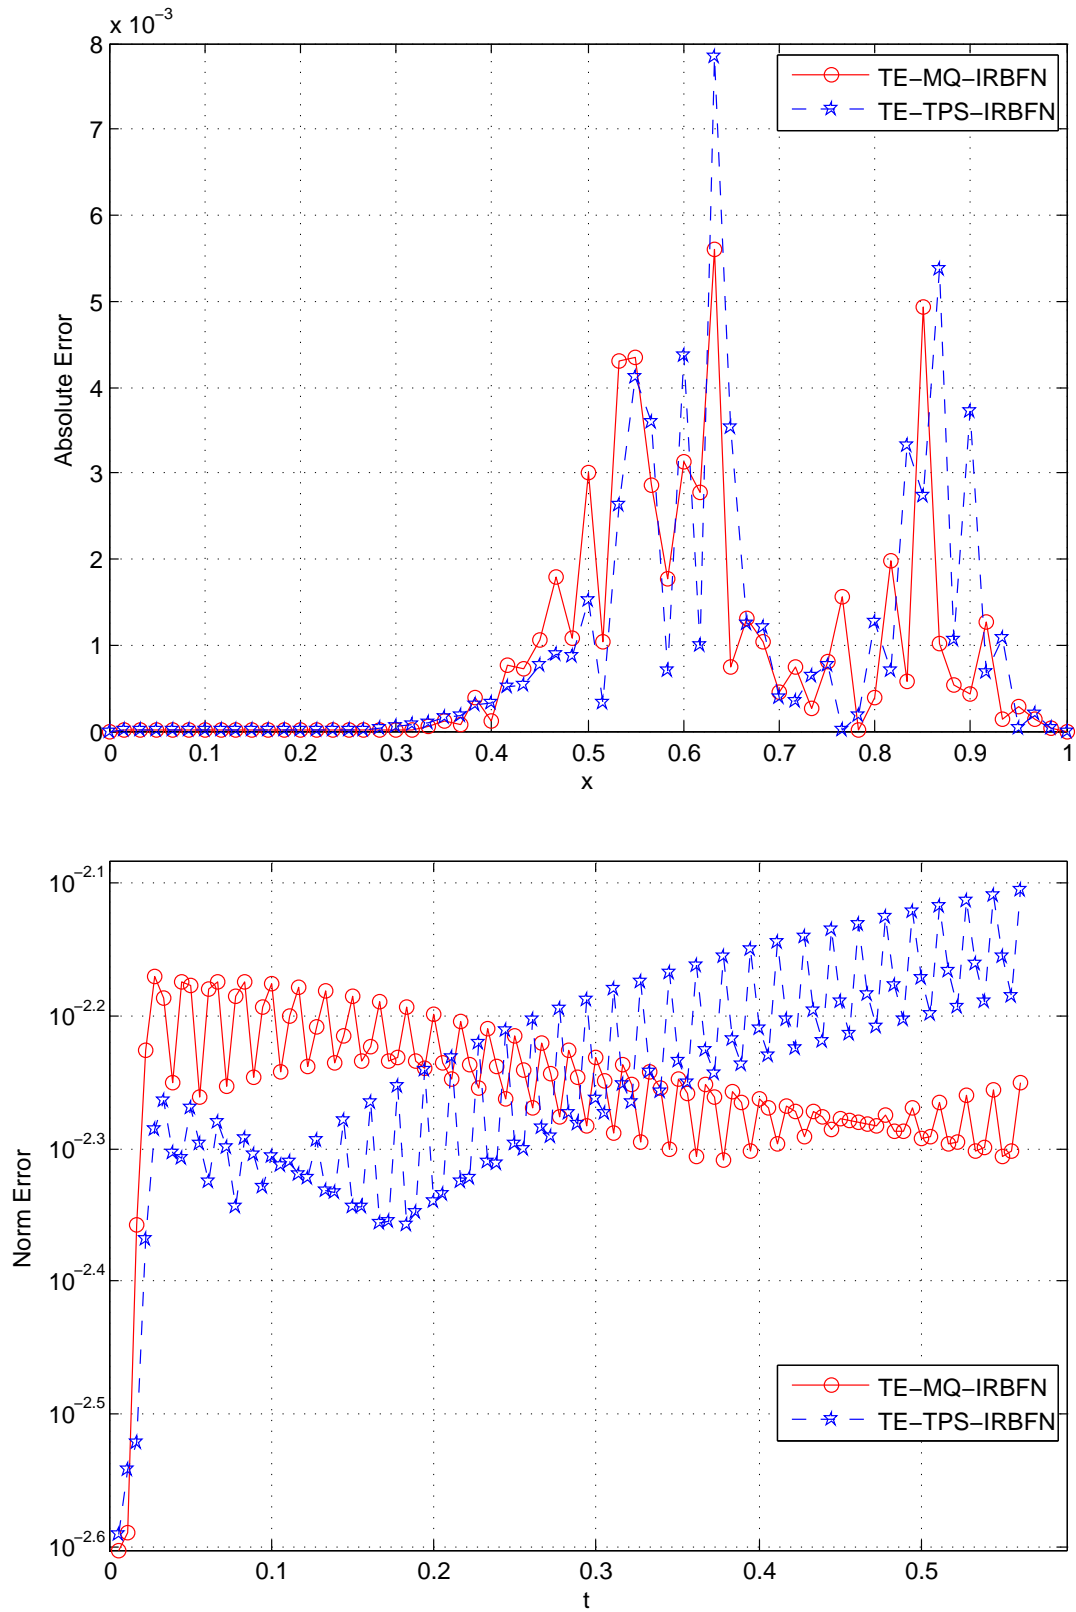 x 10−3
8
7
6
5
4
3
2
1
0
Absolute Error
TE−MQ−IRBFN
TE−TPS−IRBFN
0 0.1 0.2 0.3 0.4 0.5 0.6 0.7 0.8 0.9 1
x
10−2.1
10−2.2
10−2.3
10−2.4
10−2.5
10−2.6
Norm Error
TE−MQ−IRBFN
TE−TPS−IRBFN
0 0.1 0.2 0.3 0.4 0.5
t